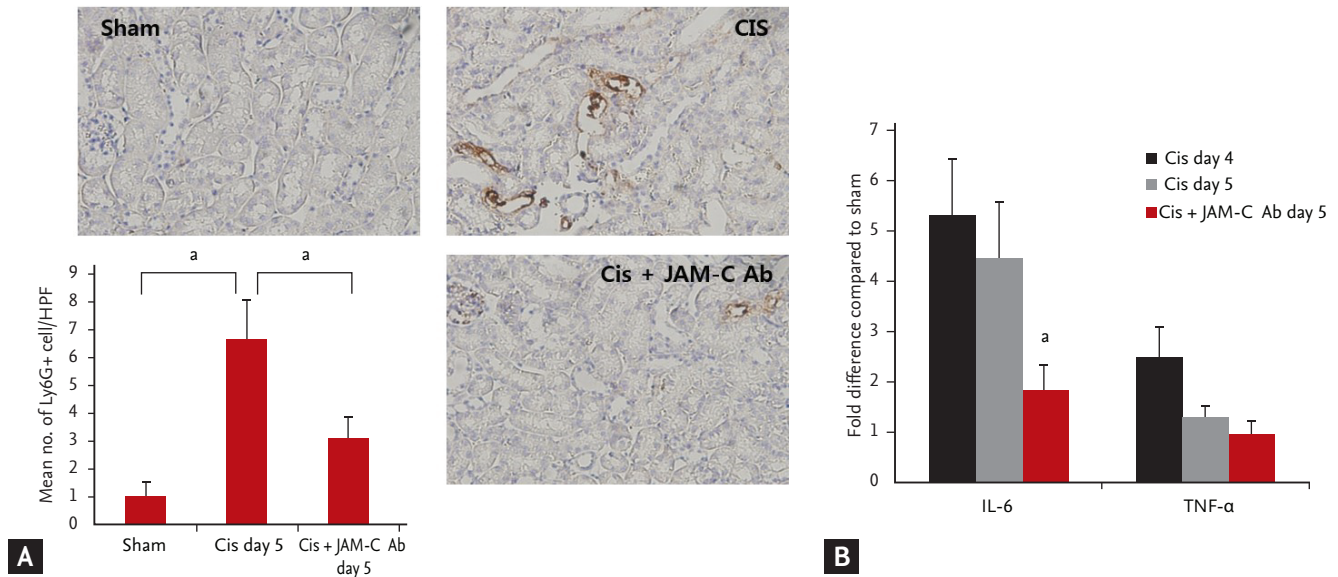 Sham
CIS
Cis + JAM-C Ab
a
a
Mean no. of Ly6G+ cell/HPF
9
8
7
6
5
4
3
2
1
0
Sham
Cis day 5
Cis + JAM-C Ab
day 5
A
Fold difference compared to sham
7
6
5
4
3
2
1
0
Cis day 4
Cis day 5
Cis + JAM-C Ab day 5
a
IL-6
TNF-α
B